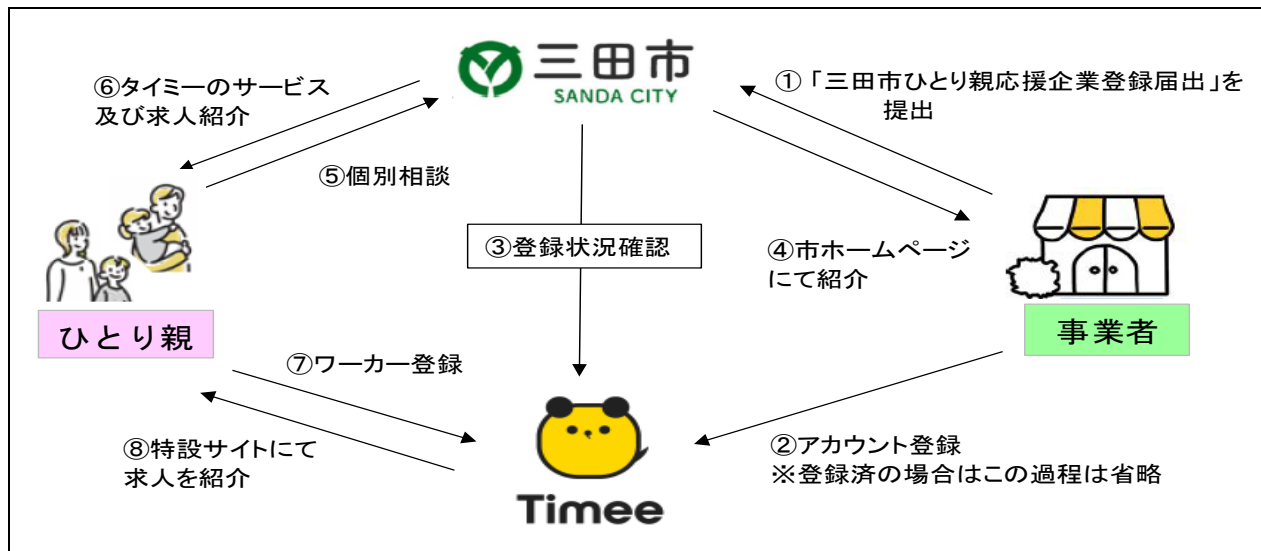 三田市
SANDA CITY
⑥タイミーのサービス
及び求人紹介
①「三田市ひとり親応援企業登録届出」を
提出
⑤個別相談
③登録状況確認
④市ホームページ
にて紹介
ひとり親
事業者
⑦ワーカー登録
⑧特設サイトにて
求人を紹介
②アカウント登録
※登録済の場合はこの過程は省略
Timee